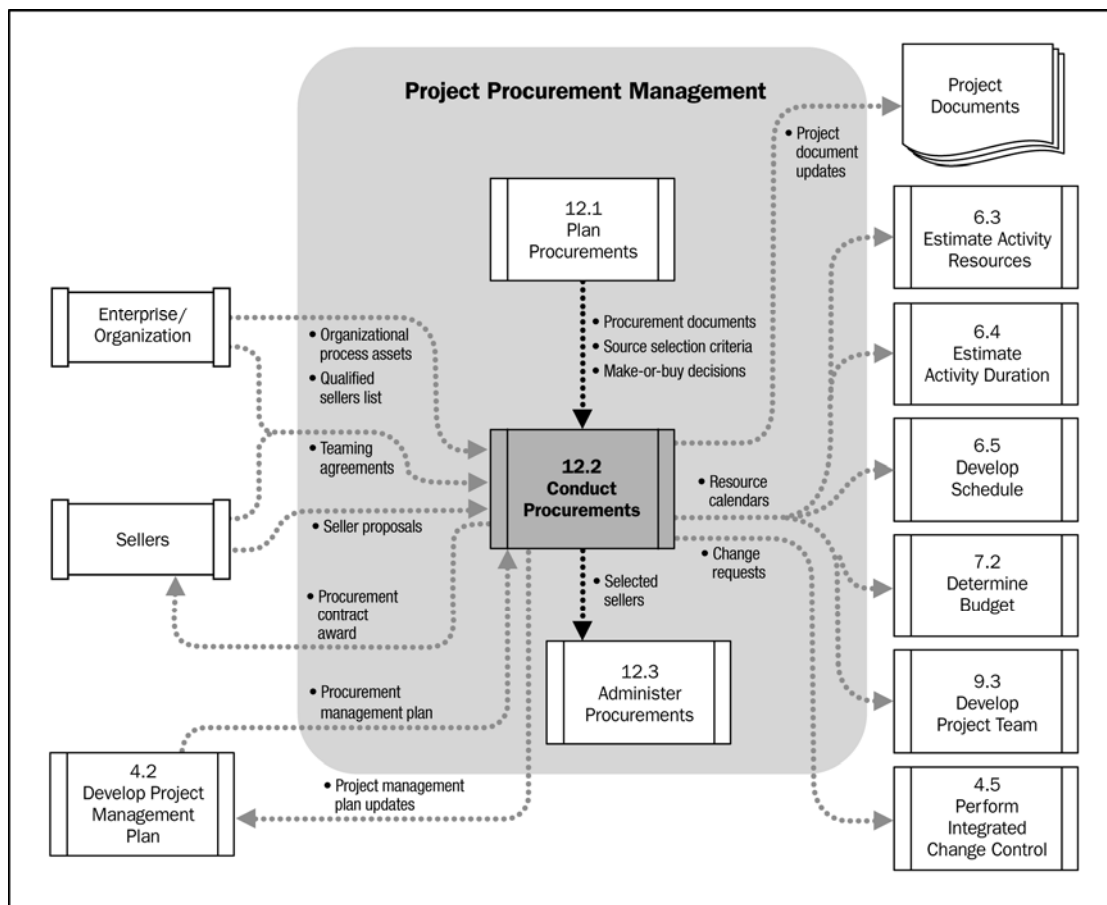 Project Procurement Management
Project
Documents
• Project
document
updates
12.1
Plan
Procurements
6.3
Estimate Activity
Resources
Enterprise/
Organization
• Organizational
process assets
• Qualified
sellers list
• Procurement documents
• Source selection criteria
• Make-or-buy decisions
6.4
Estimate
Activity Duration
• Teaming
agreements
12.2
Conduct
Procurements
• Resource
calendars
6.5
Develop
Schedule
Sellers
• Seller proposals
• Change
requests
• Procurement
contract
award
• Selected
sellers
7.2
Determine
Budget
• Procurement
management plan
12.3
Administer
Procurements
9.3
Develop
Project Team
4.2
Develop Project
Management
Plan
• Project management
plan updates
4.5
Perform
Integrated
Change Control